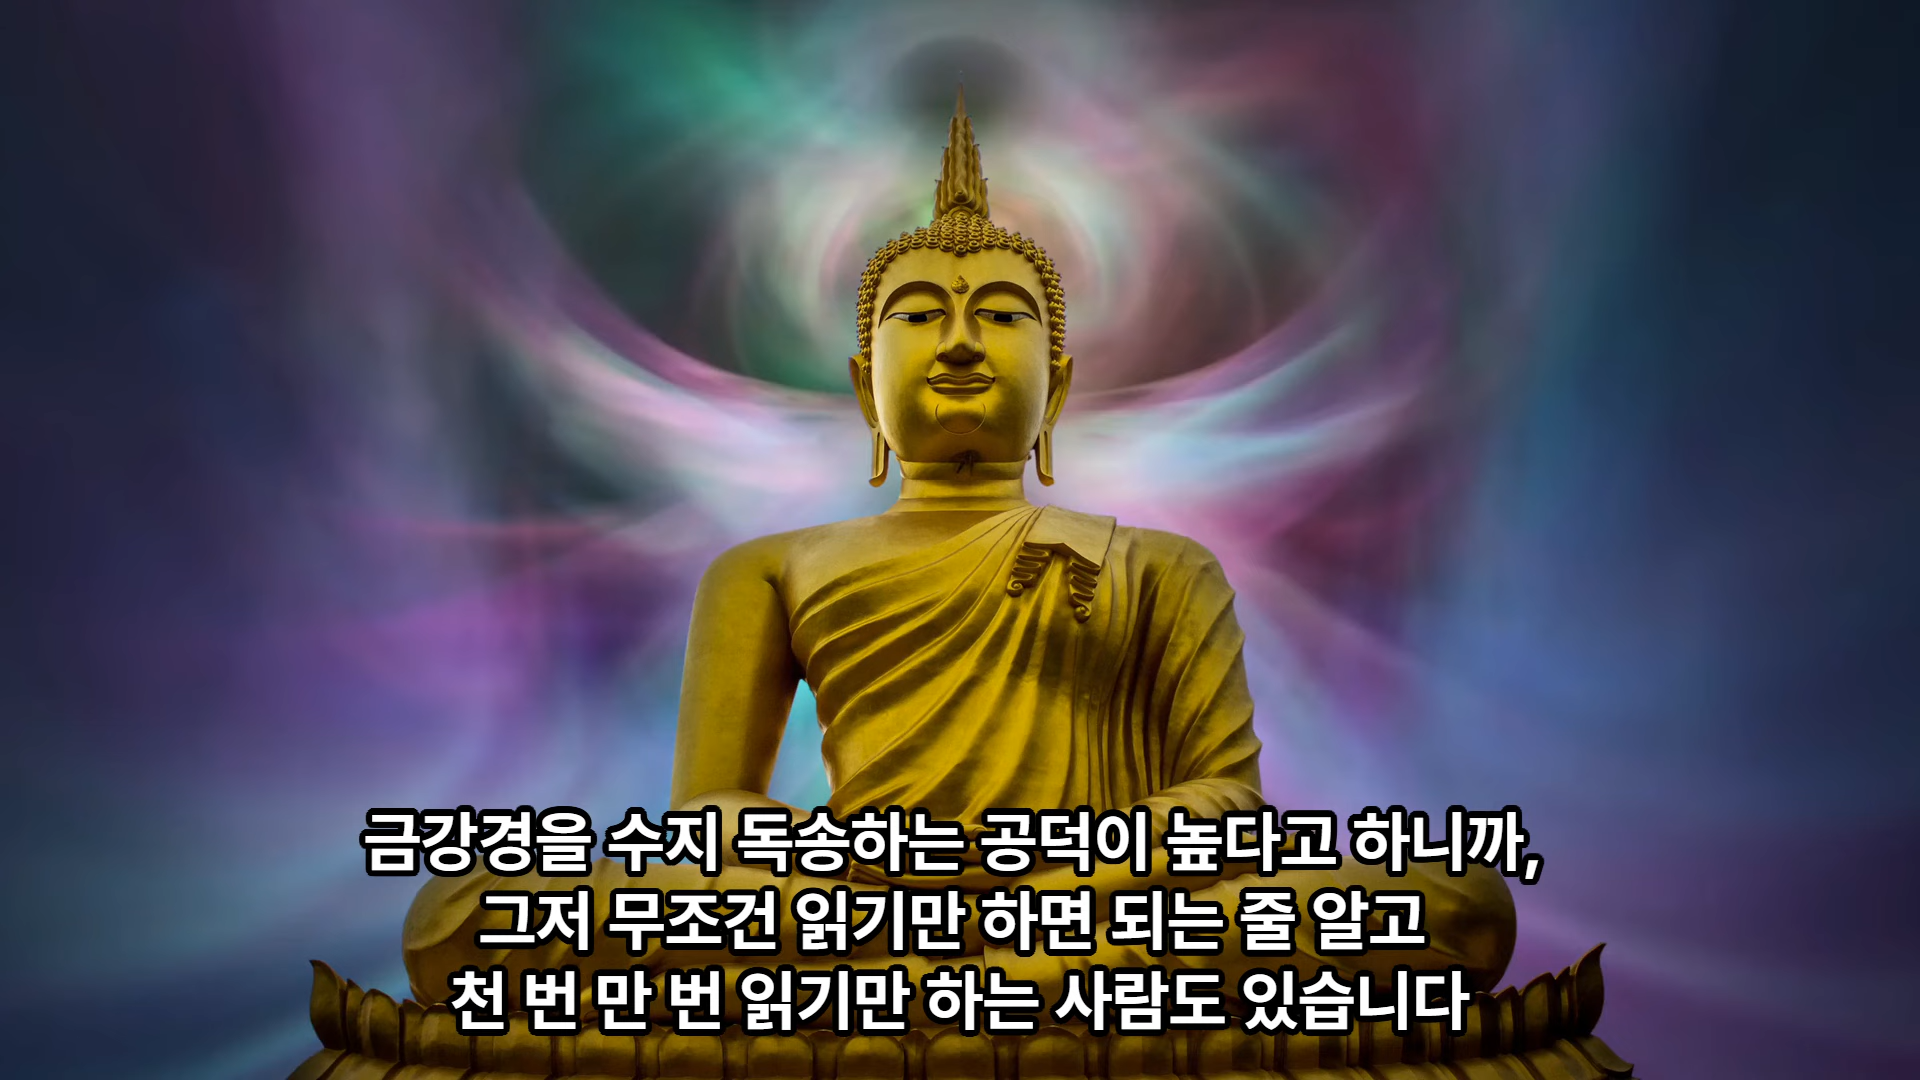 금강경을 수지 독송하는 공덕이 높다고 하니까,
그저 무조건 읽기만 하면 되는 줄 알고
천 번 만 번 읽기만 하는 사람도 있습니다